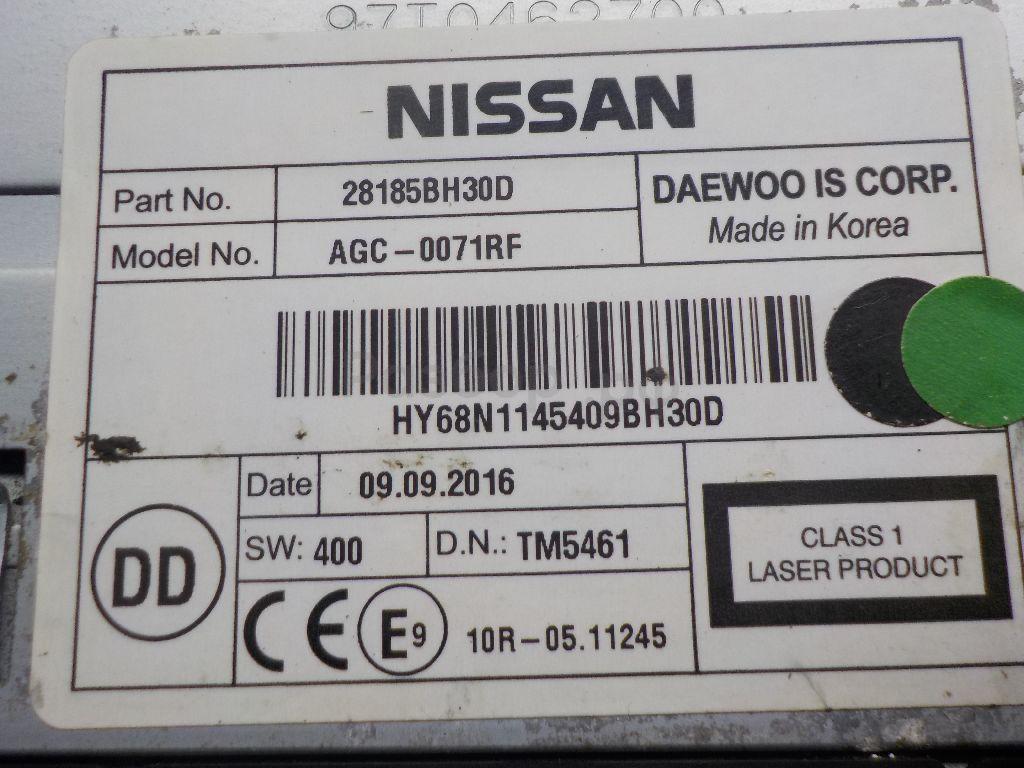 NISSAN
Part No. 28185BH30D
DAEWOO IS CORP.
Made in Korea
Model No. AGC-0071RF
HY68N1145409BH30D
DD
Date 09.09.2016
SW: 400 D.N.: TM5461
CE E9 10R-05.11245
CLASS 1
LASER PRODUCT